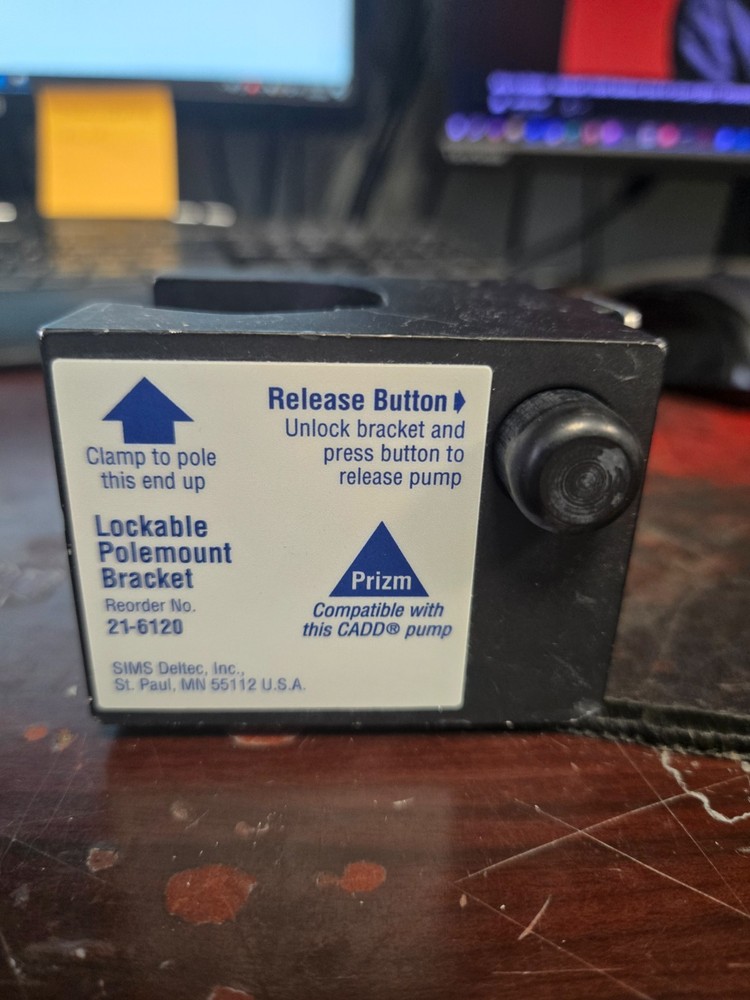 Clamp to pole
this end up
Release Button
Unlock bracket and
press button to
release pump
Lockable
Polemount
Bracket
Reorder No.
21-6120
Prizm
Compatible with
this CADD® pump
SIMS Deltec, Inc.,
St. Paul, MN 55112 U.S.A.